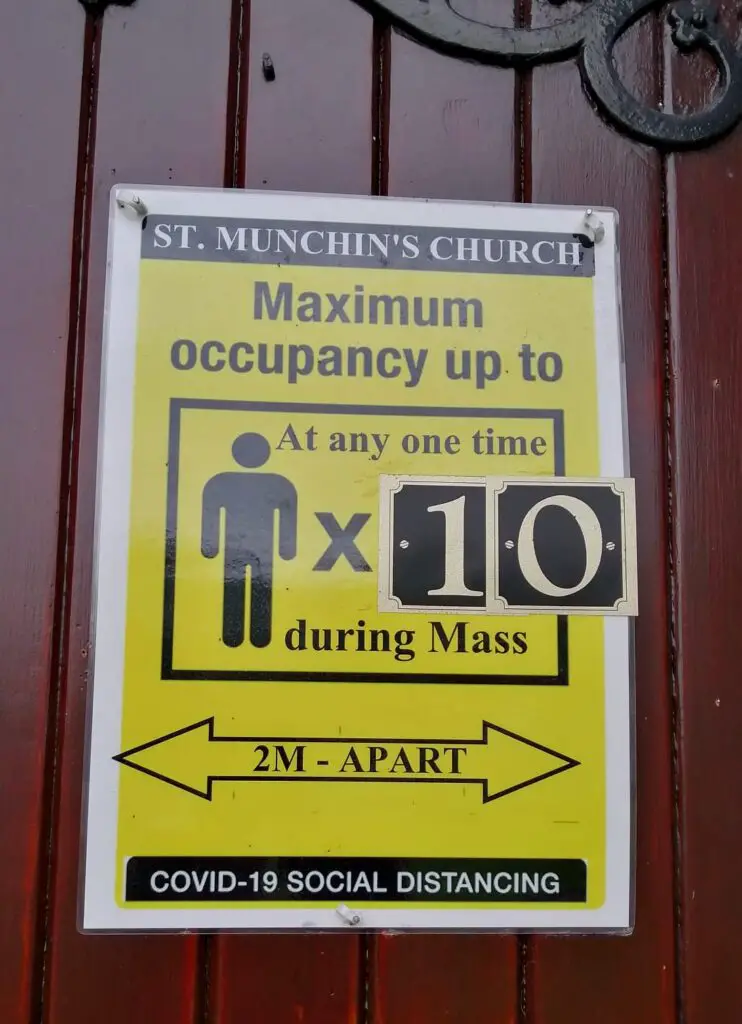 ST. MUNCHIN'S CHURCH
Maximum
occupancy up to
At any one time
x 10
during Mass
2M - APART
COVID-19 SOCIAL DISTANCING